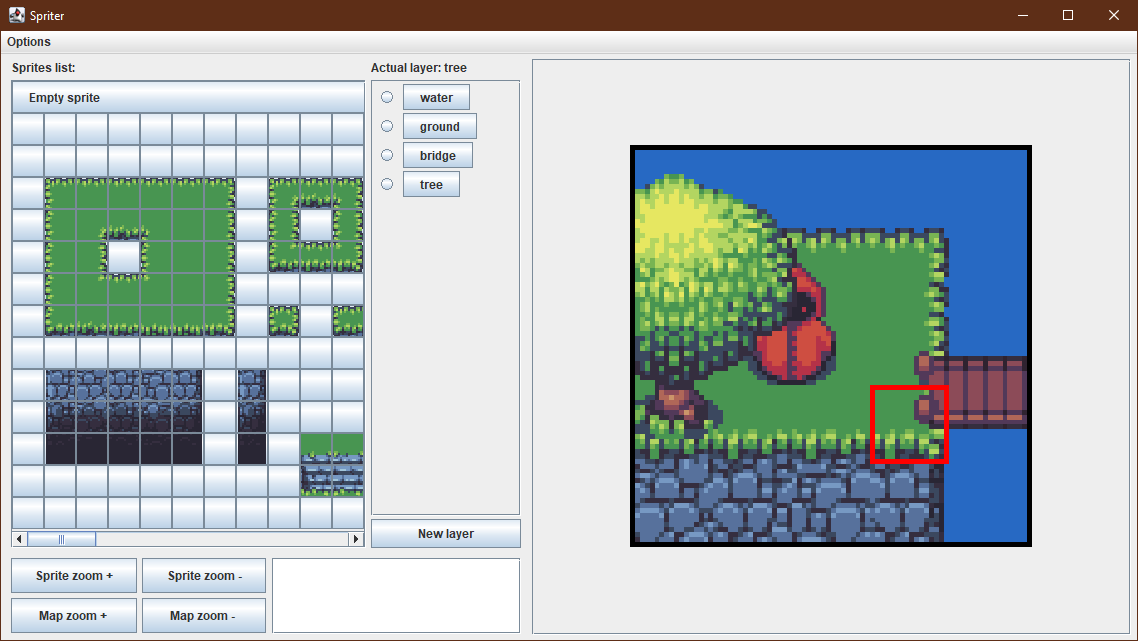 Spriter
Options
Sprites list:
Actual layer: tree
Empty sprite
water
ground
bridge
tree
New layer
Sprite zoom +
Sprite zoom -
Map zoom +
Map zoom -